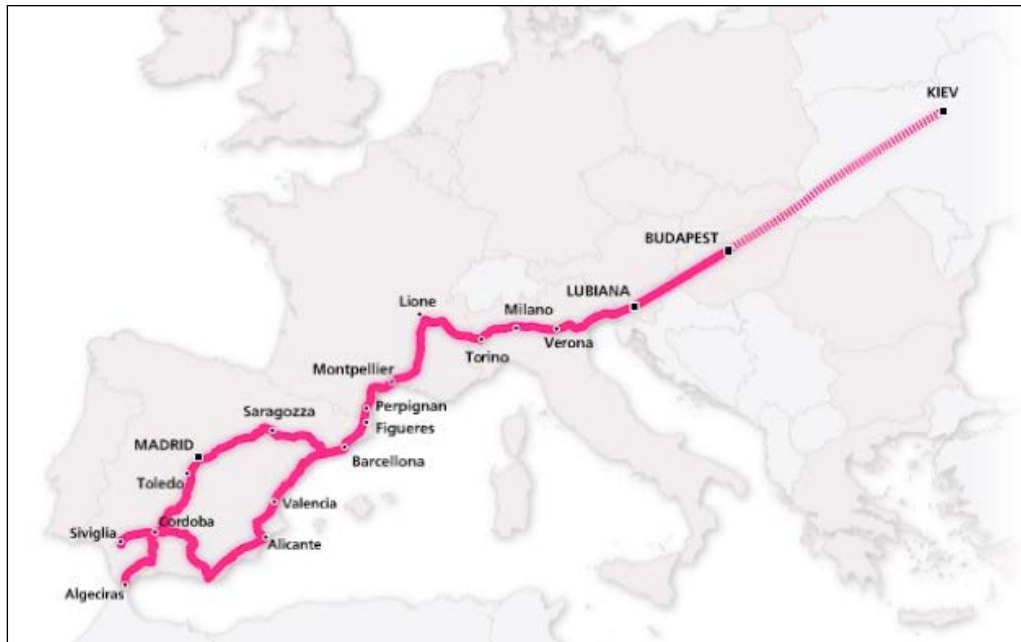 KIEV
BUDAPEST
LUBIANA
Lione
Milano
Verona
Torino
Montpellier
Perpignan
Figueres
Saragozza
Barcellona
MADRID
Toledo
Valencia
Cordoba
Siviglia
Alicante
Algeciras